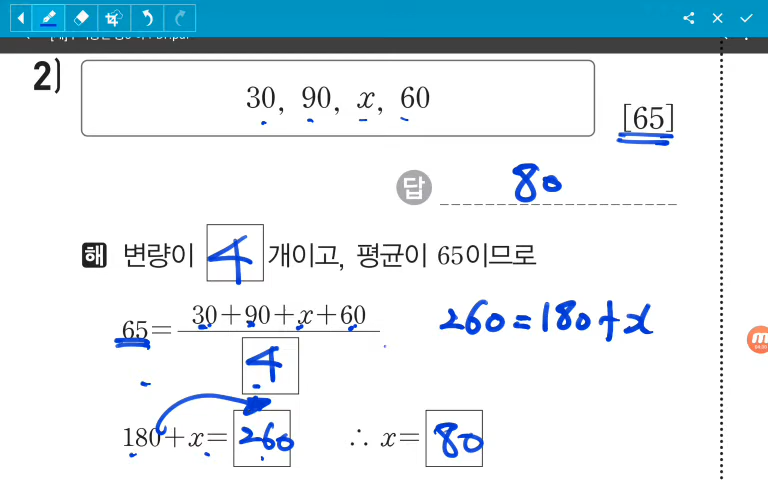 2)
30, 90, x, 60
[65]
답 80
해 변량이 4 개이고, 평균이 65이므로
65= 30+90+x+60 / 4
260=180+x
180+x= 260 ∴ x= 80